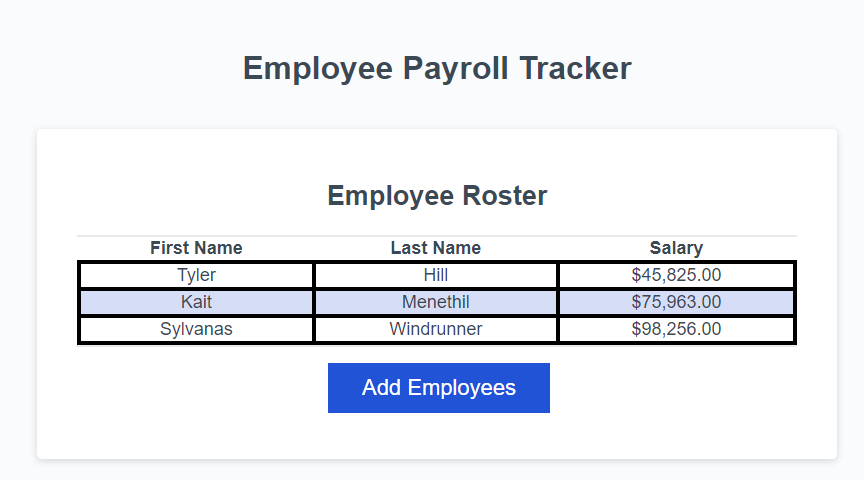 Employee Payroll Tracker
Employee Roster
First Name Last Name Salary
Tyler Hill $45,825.00
Kait Menethil $75,963.00
Sylvanas Windrunner $98,256.00
Add Employees